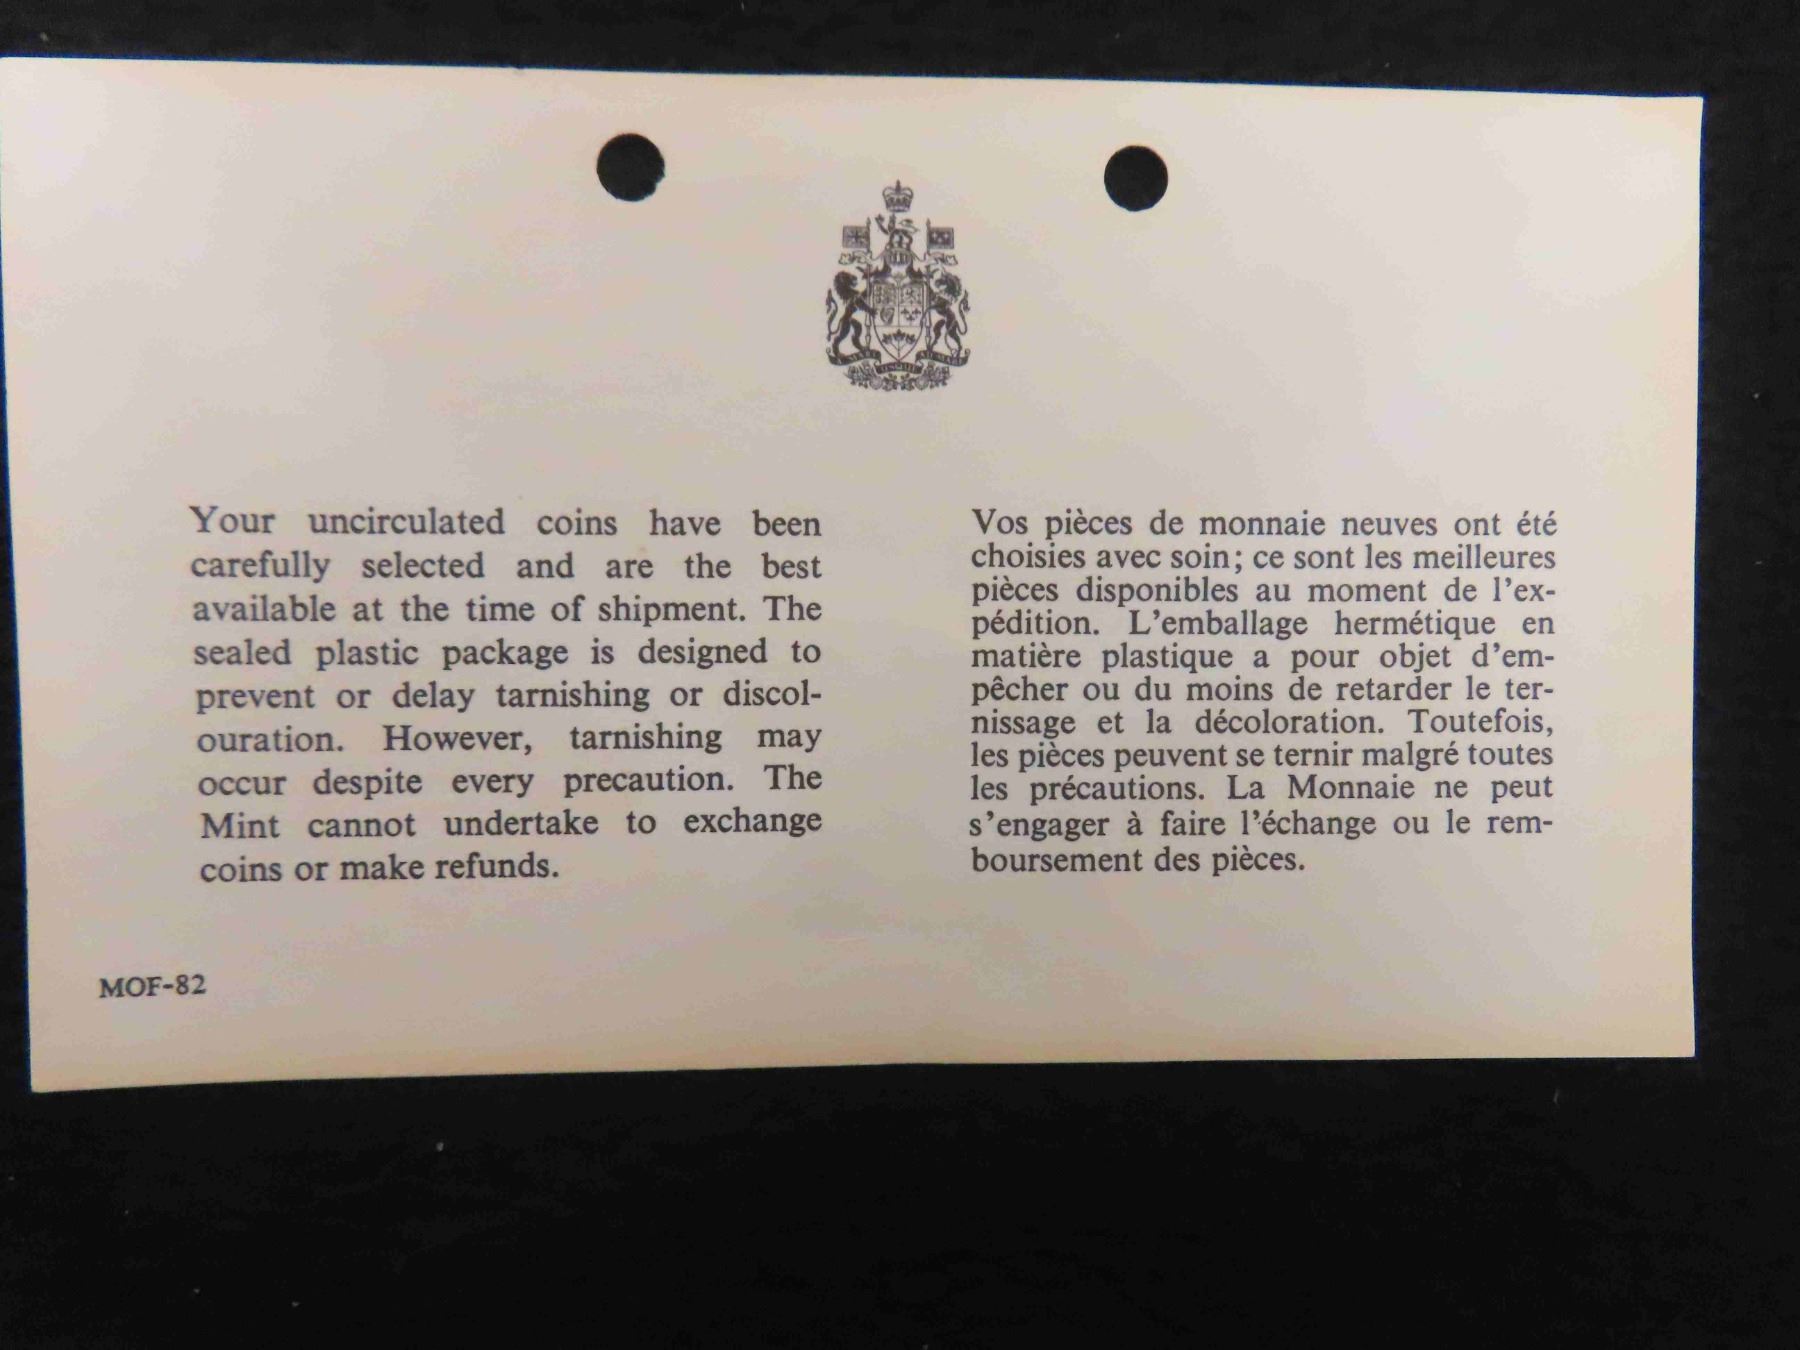 Your uncirculated coins have been
carefully selected and are the best
available at the time of shipment. The
sealed plastic package is designed to
prevent or delay tarnishing or discol-
ouration. However, tarnishing may
occur despite every precaution. The
Mint cannot undertake to exchange
coins or make refunds.
Vos pièces de monnaie neuves ont été
choisies avec soin; ce sont les meilleures
pièces disponibles au moment de l'ex-
pédition. L'emballage hermétique en
matière plastique a pour objet d'em-
pêcher ou du moins de retarder le ter-
nissage et la décoloration. Toutefois,
les pièces peuvent se ternir malgré toutes
les précautions. La Monnaie ne peut
s'engager à faire l'échange ou le rem-
boursement des pièces.
MOF-82